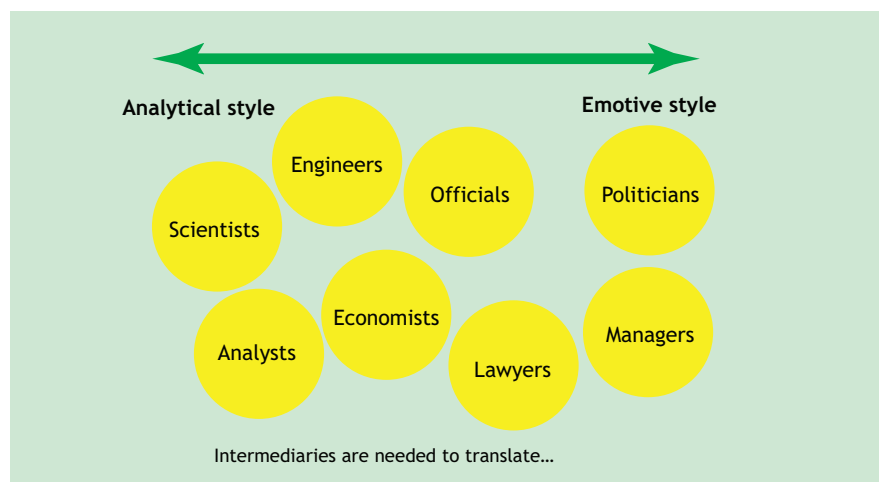 Analytical style
Emotive style
Engineers
Officials
Politicians
Scientists
Economists
Managers
Analysts
Lawyers
Intermediaries are needed to translate…